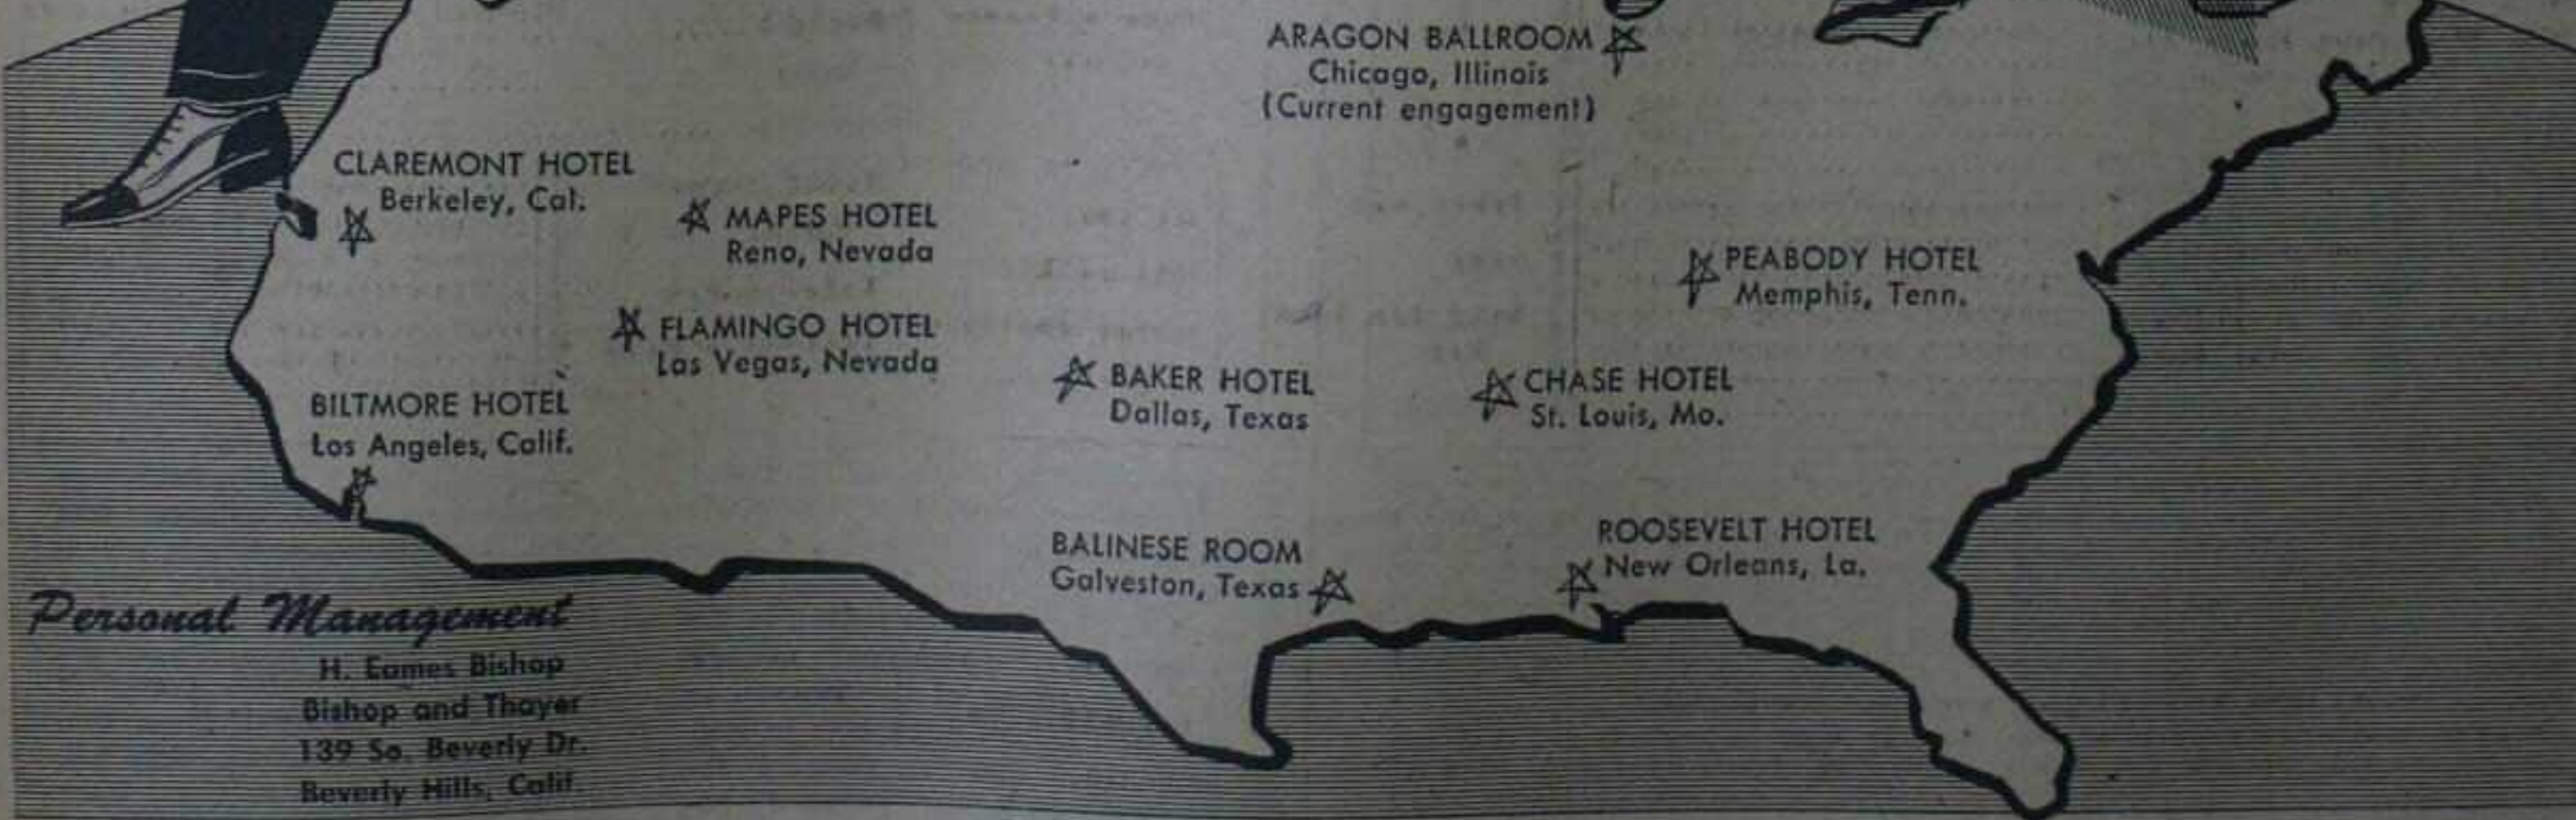 ARAGON BALLROOM
Chicago, Illinois
(Current engagement)
CLAREMONT HOTEL
Berkeley, Cal.
MAPES HOTEL
Reno, Nevada
PEABODY HOTEL
Memphis, Tenn.
FLAMINGO HOTEL
Las Vegas, Nevada
BAKER HOTEL
Dallas, Texas
CHASE HOTEL
St. Louis, Mo.
BILTMORE HOTEL
Los Angeles, Calif.
BALINESE ROOM
Galveston, Texas
ROOSEVELT HOTEL
New Orleans, La.
Personal Management
H. Eames Bishop
Bishop and Thayer
139 So. Beverly Dr.
Beverly Hills, Calif.